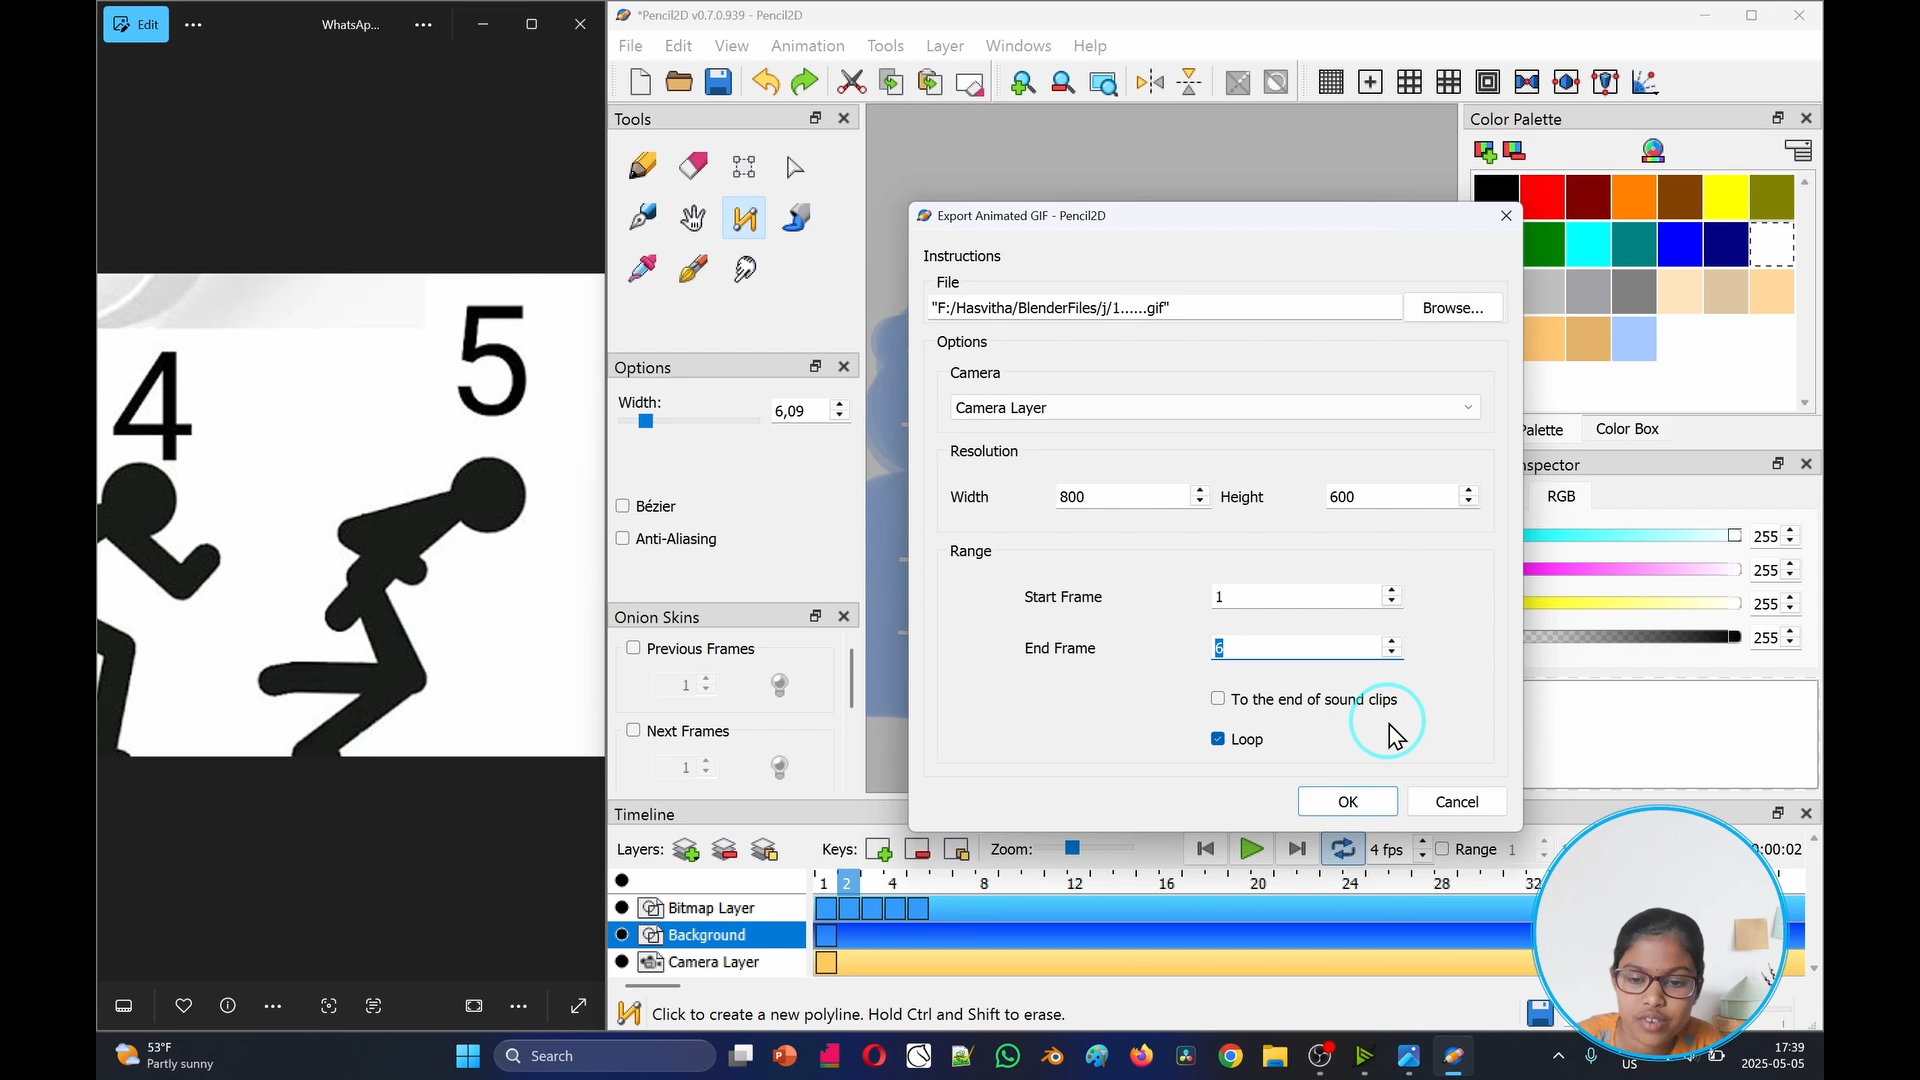 Edit
WhatsAp...
4
5
*Pencil2D v0.7.0.939 - Pencil2D
File Edit View Animation Tools Layer Windows Help
Tools
Options
Width:
6,09
Bézier
Anti-Aliasing
Onion Skins
Previous Frames
1
Next Frames
1
Export Animated GIF - Pencil2D
Instructions
File
"F:/Hasvitha/BlenderFiles/j/1......gif"
Browse...
Options
Camera
Camera Layer
Resolution
Width 800 Height 600
Range
Start Frame 1
End Frame 6
To the end of sound clips
Loop
OK Cancel
Color Palette
Palette Color Box
nspector
RGB
255
255
255
255
Timeline
Layers: Keys: Zoom: 4 fps Range 1 0:00:02
1 2 4 8 12 16 20 24 28 32
Bitmap Layer
Background
Camera Layer
Click to create a new polyline. Hold Ctrl and Shift to erase.
53°F
Partly sunny
Search
US
17:39
2025-05-05